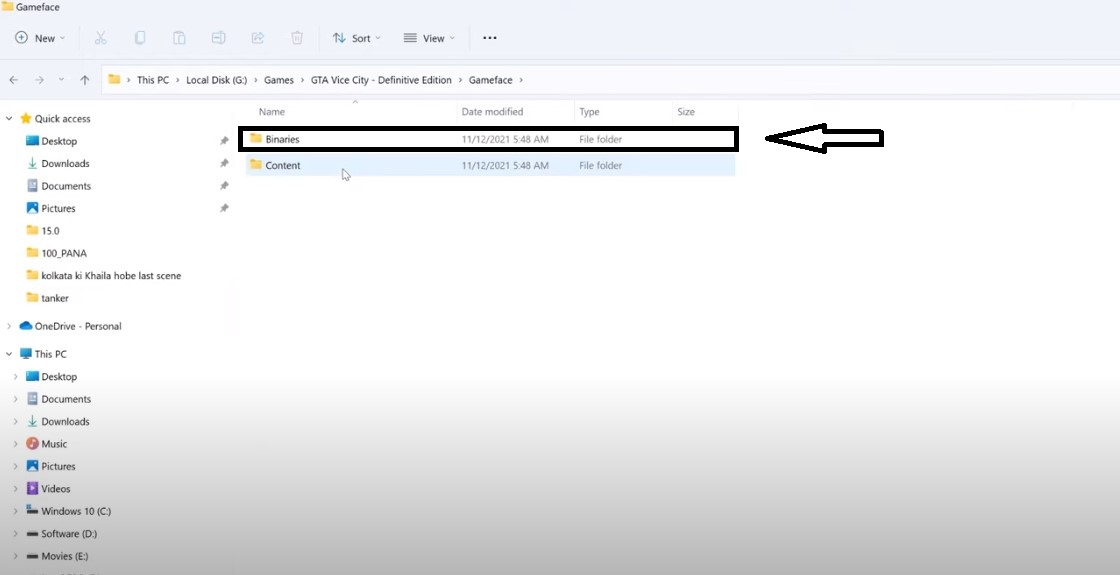 Gameface
New Sort View
This PC Local Disk (G:) Games GTA Vice City - Definitive Edition Gameface
Name Date modified Type Size
Quick access
Desktop
Downloads
Documents
Pictures
15.0
100_PANA
kolkata ki Khaila hobe last scene
tanker
OneDrive - Personal
This PC
Desktop
Documents
Downloads
Music
Pictures
Videos
Windows 10 (C:)
Software (D:)
Movies (E:)
Binaries 11/12/2021 5:48 AM File folder
Content 11/12/2021 5:48 AM File folder